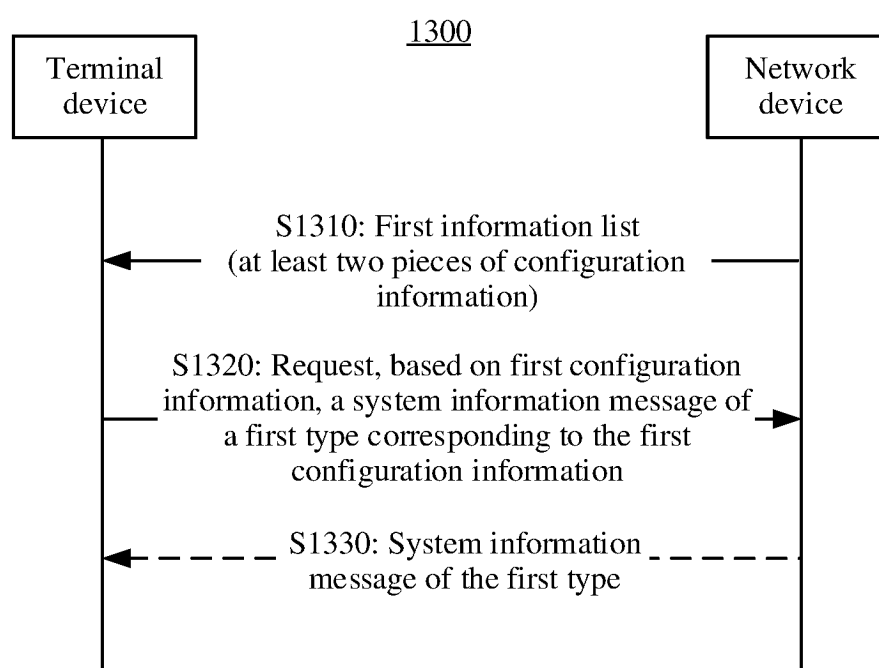 1300
Terminal
device
Network
device
S1310: First information list
(at least two pieces of configuration
information)
S1320: Request, based on first configuration
information, a system information message of
a first type corresponding to the first
configuration information
S1330: System information
message of the first type